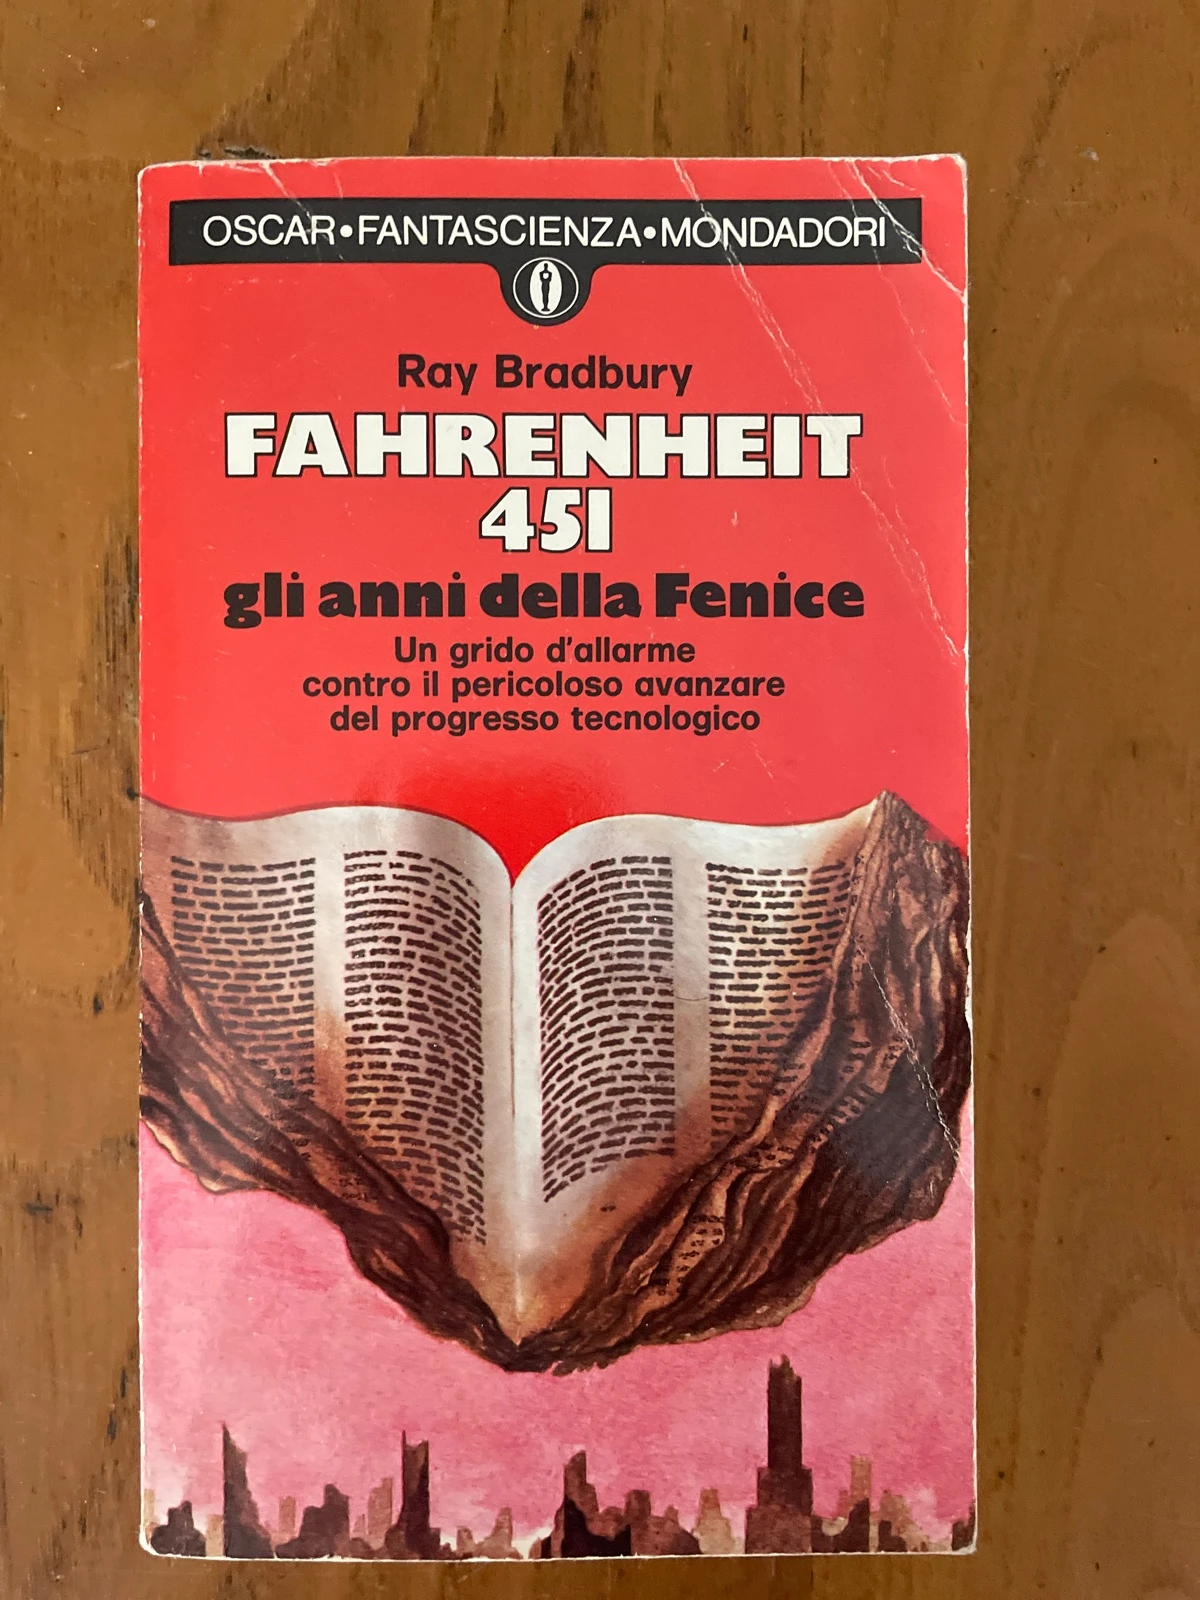 OSCAR•FANTASCIENZA•MONDADORI
Ray Bradbury
FAHRENHEIT
451
gli anni della Fenice
Un grido d'allarme
contro il pericoloso avanzare
del progresso tecnologico